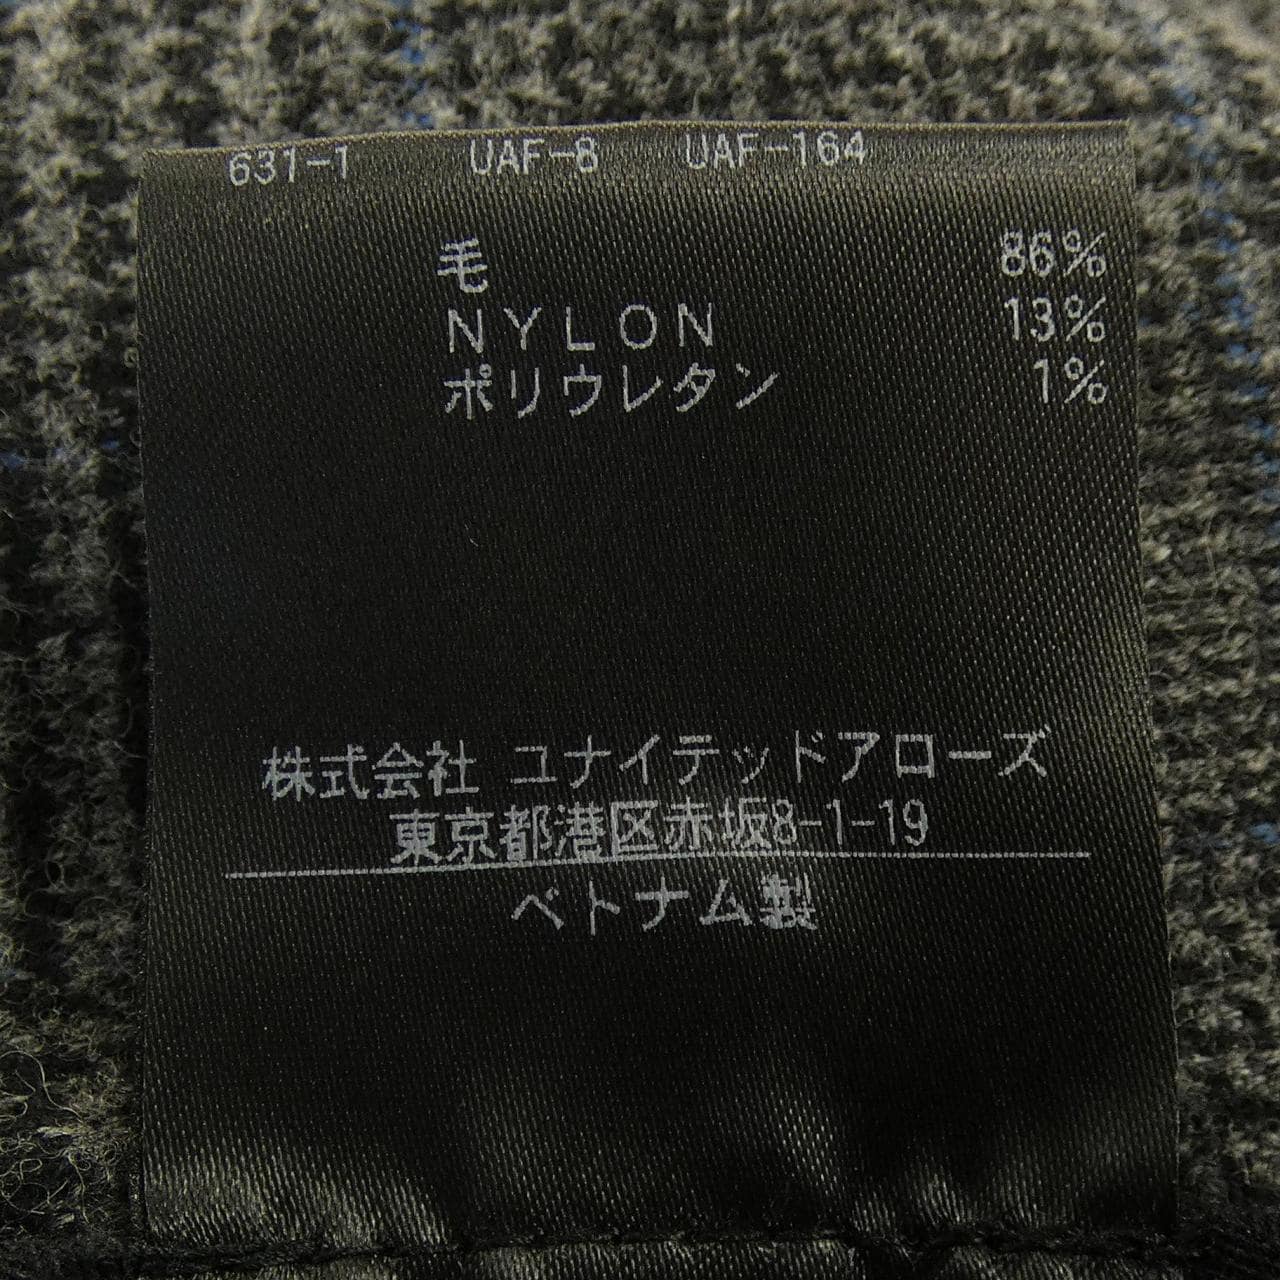 631-1 UAF-8 UAF-164
毛 86%
NYLON 13%
ポリウレタン 1%
株式会社 ユナイテッドアローズ
東京都港区赤坂8-1-19
ベトナム製